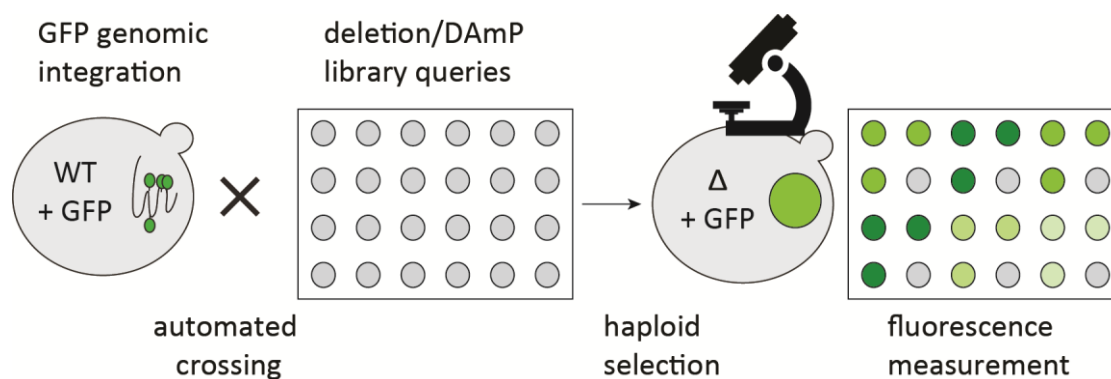 GFP genomic
integration
deletion/DAmP
library queries
WT
+ GFP
Δ
+ GFP
automated
crossing
haploid
selection
fluorescence
measurement